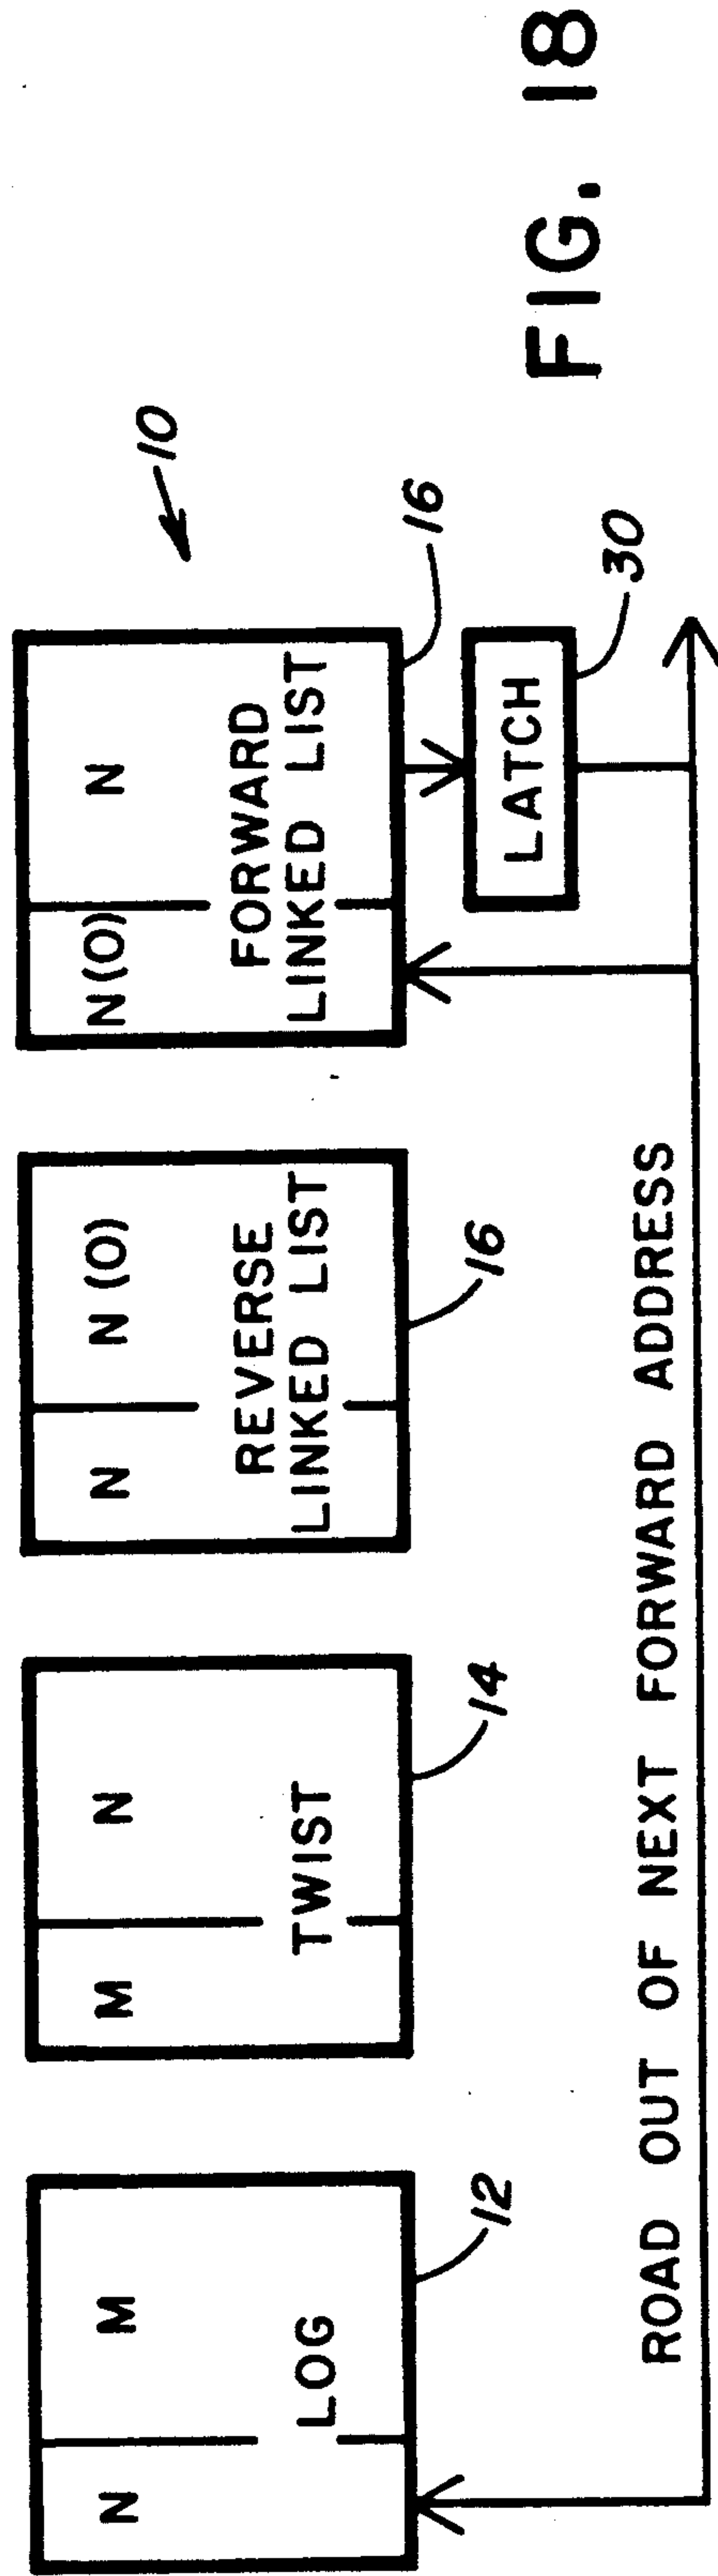 10
N M
LOG
12
M N
TWIST
14
N N(O)
REVERSE
LINKED LIST
16
N(O) N
FORWARD
LINKED LIST
16
LATCH
30
ROAD OUT OF NEXT FORWARD ADDRESS
FIG. 18